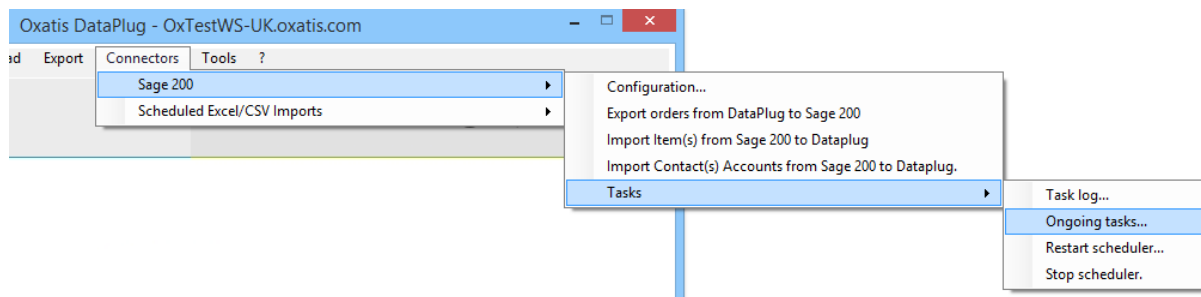 Oxatis DataPlug - OxTestWS-UK.oxatis.com
ad Export Connectors Tools ?
Sage 200
Scheduled Excel/CSV Imports
Configuration...
Export orders from DataPlug to Sage 200
Import Item(s) from Sage 200 to Dataplug
Import Contact(s) Accounts from Sage 200 to Dataplug.
Tasks
Task log...
Ongoing tasks...
Restart scheduler...
Stop scheduler.